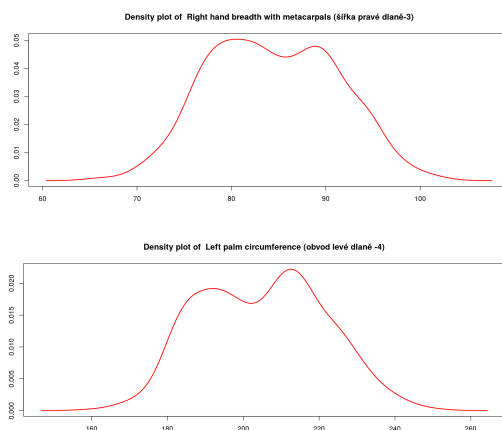 Density plot of Right hand breadth with metacarpals (šířka pravé dlaně-3)
0.05
0.04
0.03
0.02
0.01
0.00
60 70 80 90 100
Density plot of Left palm circumference (obvod levé dlaně -4)
0.020
0.015
0.010
0.005
0.000
160 180 200 220 240 260